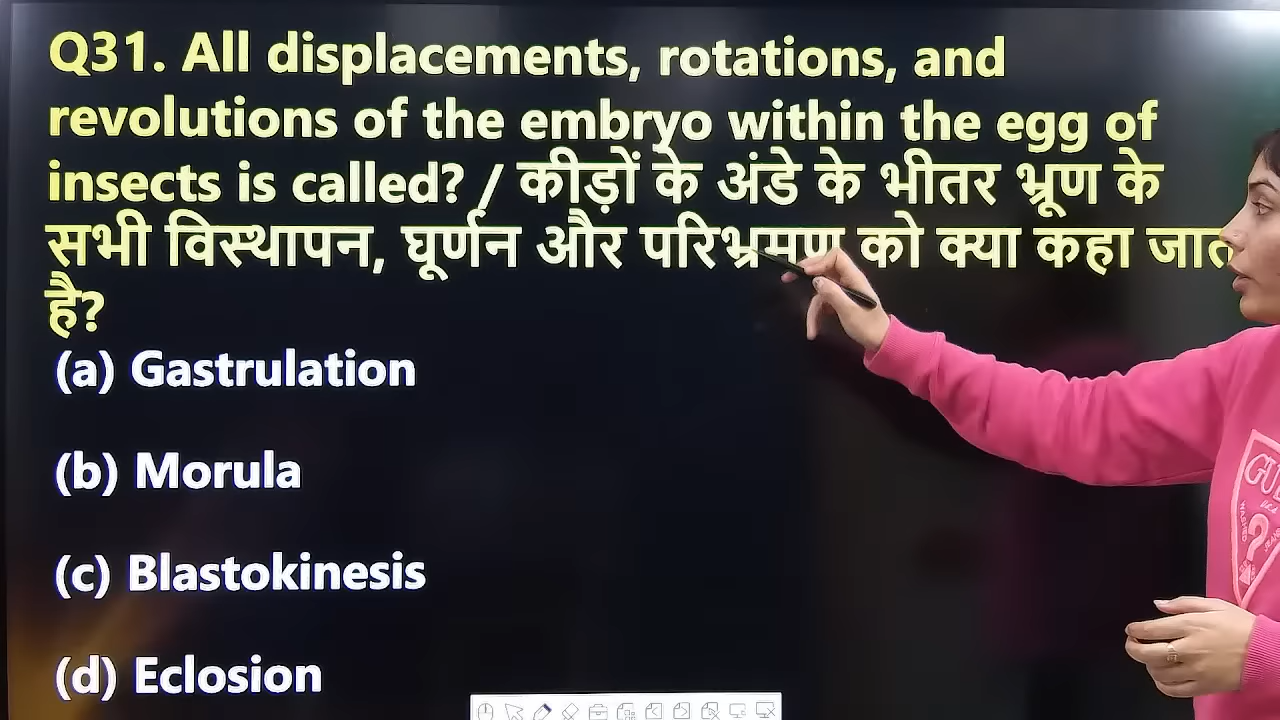 Q31. All displacements, rotations, and
revolutions of the embryo within the egg of
insects is called? / कीड़ों के अंडे के भीतर भ्रूण के
सभी विस्थापन, घूर्णन और परिभ्रमण को क्या कहा
है?
(a) Gastrulation
(b) Morula
(c) Blastokinesis
(d) Eclosion